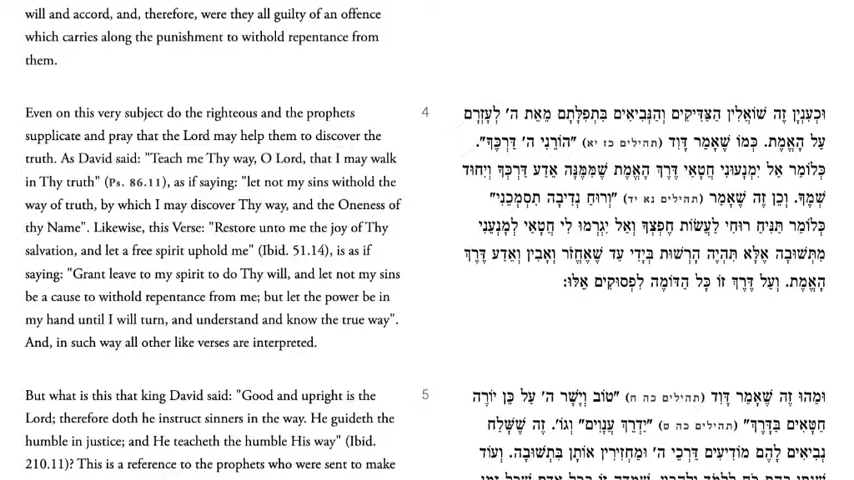 will and accord, and, therefore, were they all guilty of an offence
which carries along the punishment to withold repentance from
them.
Even on this very subject do the righteous and the prophets
supplicate and pray that the Lord may help them to discover the
truth. As David said: "Teach me Thy way, O Lord, that I may walk
in Thy truth" (Ps. 86.11), as if saying: "let not my sins withold the
way of truth, by which I may discover Thy way, and the Oneness of
thy Name". Likewise, this Verse: "Restore unto me the joy of Thy
salvation, and let a free spirit uphold me" (Ibid. 51.14), is as if
saying: "Grant leave to my spirit to do Thy will, and let not my sins
be a cause to withold repentance from me; but let the power be in
my hand until I will turn, and understand and know the true way".
And, in such way all other like verses are interpreted.
4
וּכְעִנְיָן זֶה שׁוֹאֲלִין הַצַּדִּיקִים וְהַנְּבִיאִים בִּתְפִלָּתָם מֵאֵת ה' לְעָזְרָם
עַל הָאֱמֶת. כְּמוֹ שֶׁאָמַר דָּוִד (תהילים כז יא) "הוֹרֵנִי ה' דַּרְכֶּךָ".
כְּלוֹמַר אַל יִמְנָעוּנִי חֲטָאַי דֶּרֶךְ הָאֱמֶת שֶׁמִּמֶּנָּה אֵדַע דַּרְכְּךָ וְיִחוּד
שְׁמֶךָ. וְכֵן זֶה שֶׁאָמַר (תהילים נא יד) "וְרוּחַ נְדִיבָה תִסְמְכֵנִי"
כְּלוֹמַר תַּנִּיחַ רוּחִי לַעֲשׂוֹת חֶפְצְךָ וְאַל יִגְרְמוּ לִי חֲטָאַי לְמָנְעֵנִי
מִתְּשׁוּבָה אֶלָּא תִּהְיֶה הָרְשׁוּת בְּיָדִי עַד שֶׁאֶחֱזֹר וְאָבִין וְאֵדַע דֶּרֶךְ
הָאֱמֶת. וְעַל דֶּרֶךְ זוֹ כָּל הַדּוֹמֶה לִפְסוּקִים אֵלּוּ:
But what is this that king David said: "Good and upright is the
Lord; therefore doth he instruct sinners in the way. He guideth the
humble in justice; and He teacheth the humble His way" (Ibid.
210.11)? This is a reference to the prophets who were sent to make
5
וּמַהוּ זֶה שֶׁאָמַר דָּוִד (תהילים כה ח) "טוֹב וְיָשָׁר ה' עַל כֵּן יוֹרֶה
חַטָּאִים בַּדָּרֶךְ" (תהילים כה ט) "יַדְרֵךְ עֲנָוִים" וְגוֹ'. זֶה שֶׁשָּׁלַח
נְבִיאִים לָהֶם מוֹדִיעִים דַּרְכֵי ה' וּמַחְזִירִין אוֹתָן בִּתְשׁוּבָה. וְעוֹד